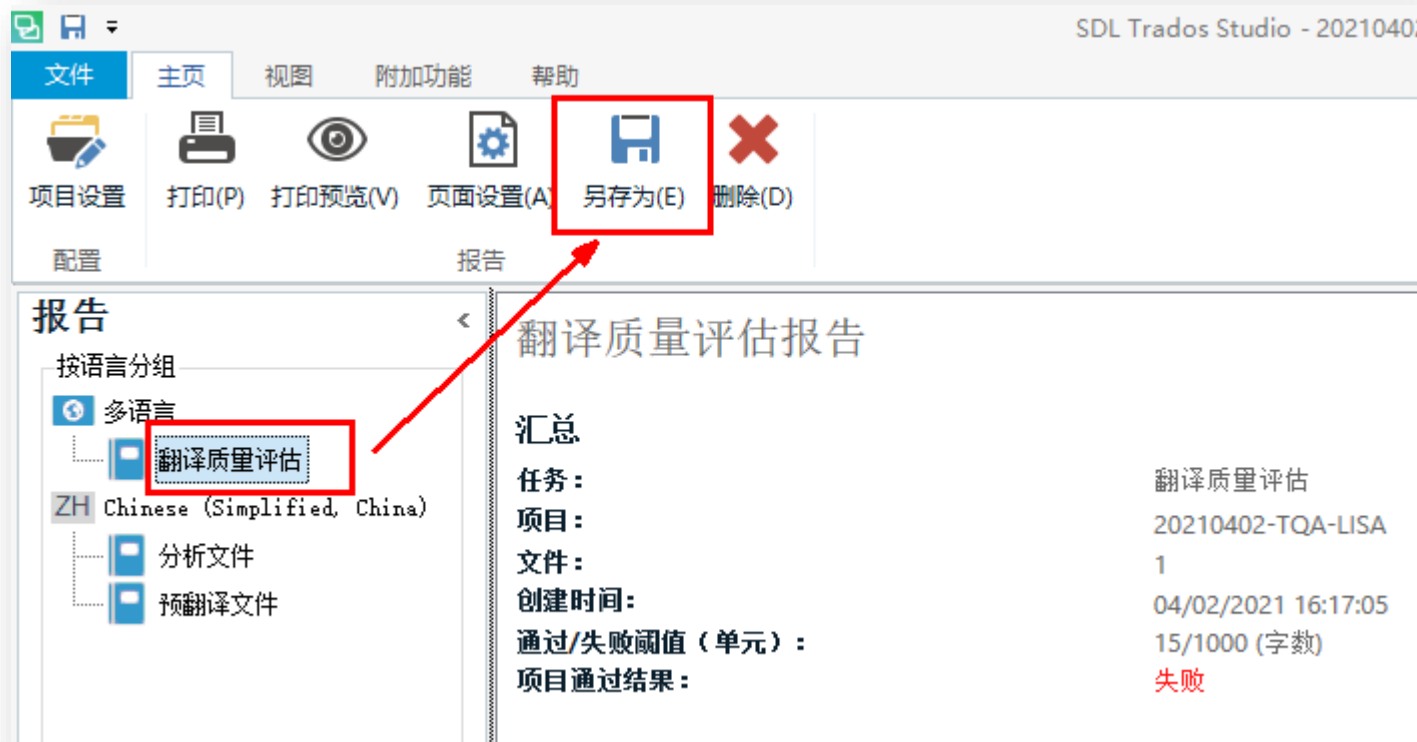 SDL Trados Studio - 2021040
文件 主页 视图 附加功能 帮助
项目设置 打印(P) 打印预览(V) 页面设置(A) 另存为(E) 删除(D)
配置 报告
报告
按语言分组
多语言
翻译质量评估
ZH Chinese (Simplified, China)
分析文件
预翻译文件
翻译质量评估报告
汇总
任务： 翻译质量评估
项目： 20210402-TQA-LISA
文件： 1
创建时间: 04/02/2021 16:17:05
通过/失败阈值（单元）： 15/1000 (字数)
项目通过结果： 失败